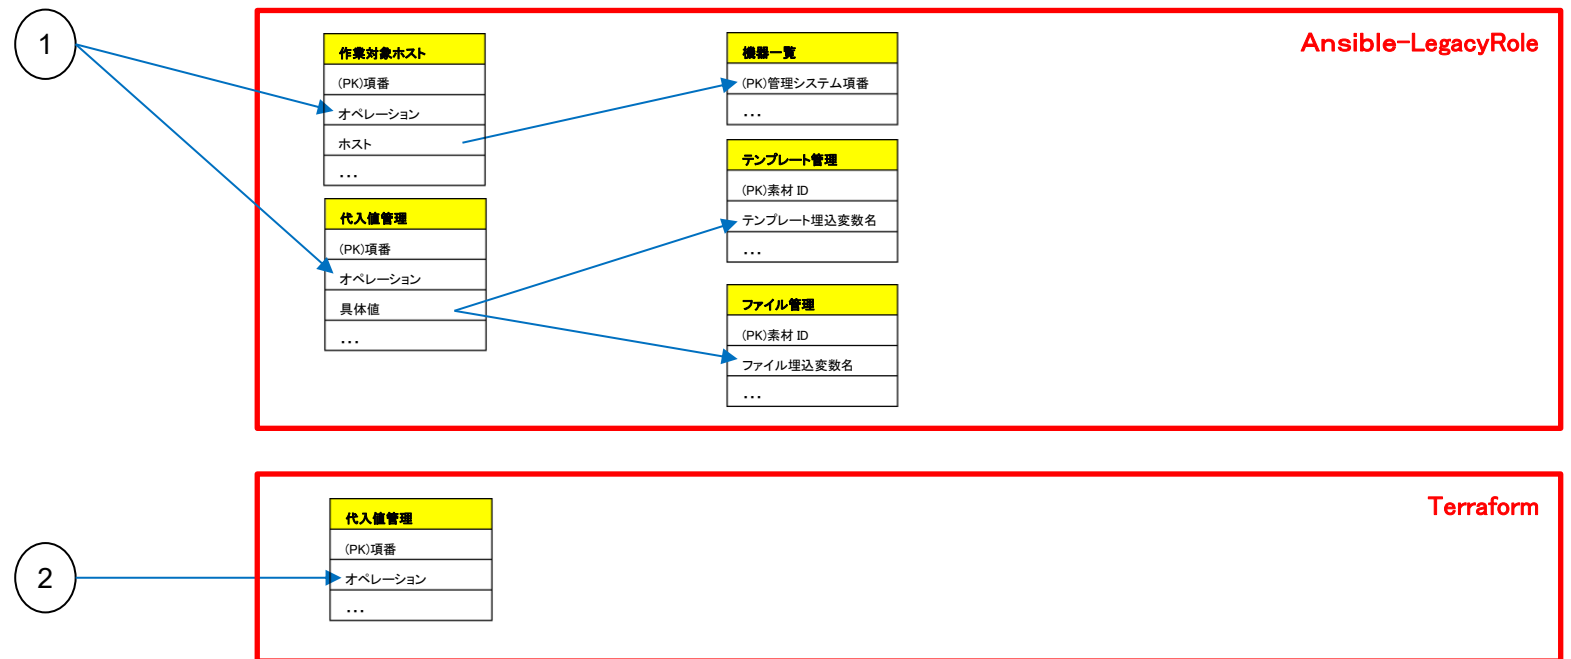 1
Ansible-LegacyRole
作業対象ホスト
(PK)項番
オペレーション
ホスト
...
代入値管理
(PK)項番
オペレーション
具体値
...
機器一覧
(PK)管理システム項番
...
テンプレート管理
(PK)素材 ID
テンプレート埋込変数名
...
ファイル管理
(PK)素材 ID
ファイル埋込変数名
...
2
Terraform
代入値管理
(PK)項番
オペレーション
...